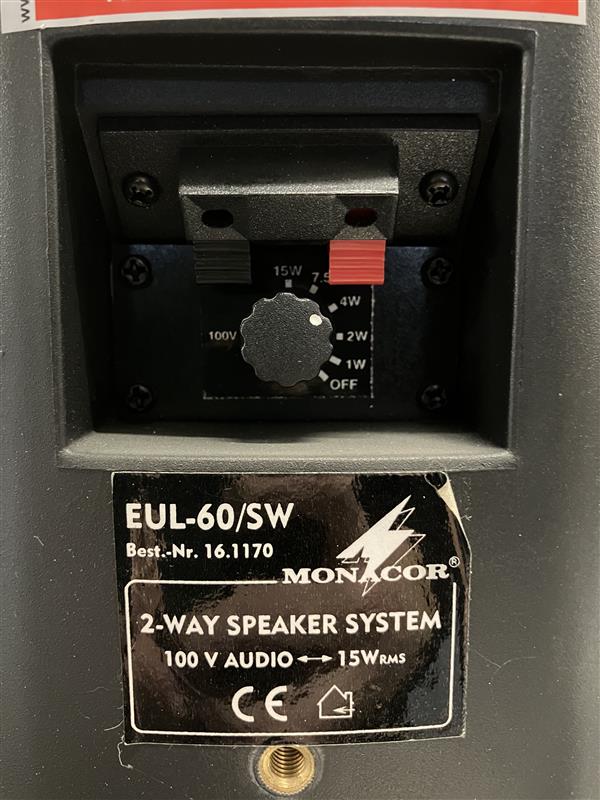 15W
7.5
4W
100V
2W
1W
OFF
EUL-60/SW
Best.-Nr. 16.1170
MONACOR®
2-WAY SPEAKER SYSTEM
100 V AUDIO ↔ 15WRMS
CE